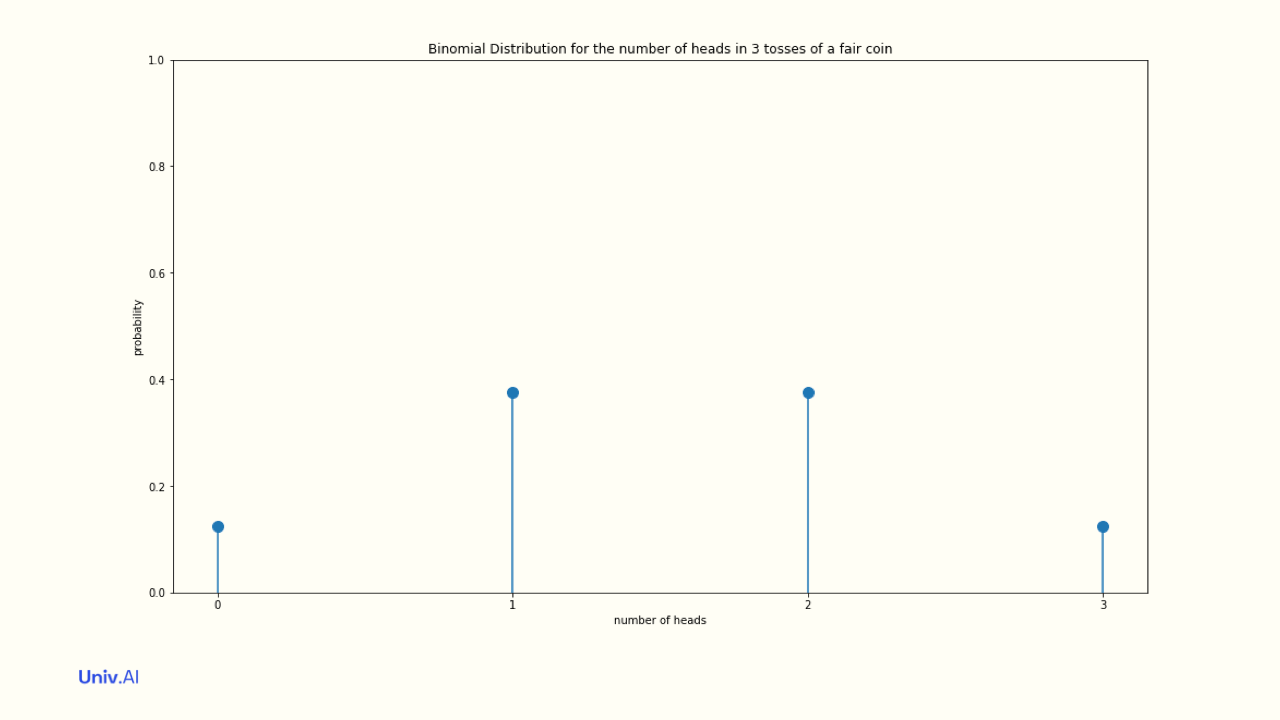 Binomial Distribution for the number of heads in 3 tosses of a fair coin
1.0
0.8
0.6
0.4
0.2
0.0
probability
0 1 2 3
number of heads
Univ.AI